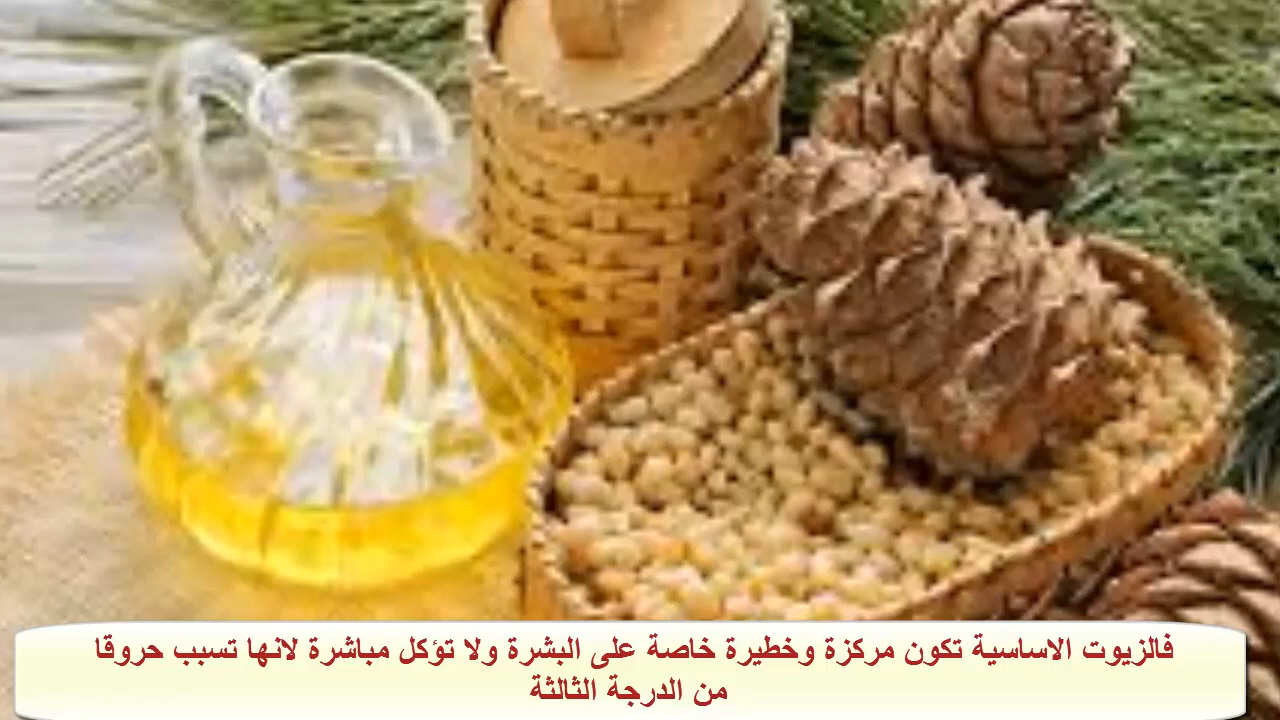 فالزيوت الاساسية تكون مركزة وخطيرة خاصة على البشرة ولا تؤكل مباشرة لانها تسبب حروقا
من الدرجة الثالثة